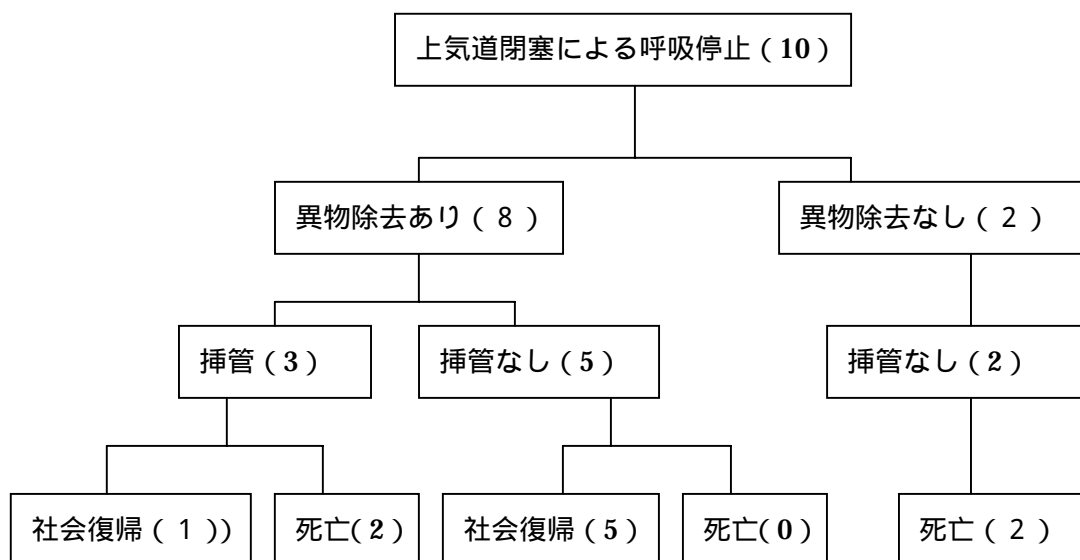 上気道閉塞による呼吸停止（10）
異物除去あり（８）
異物除去なし（２）
挿管（3）
挿管なし（5）
挿管なし（2）
社会復帰（１））
死亡(2)
社会復帰（5）
死亡(0)
死亡（２）